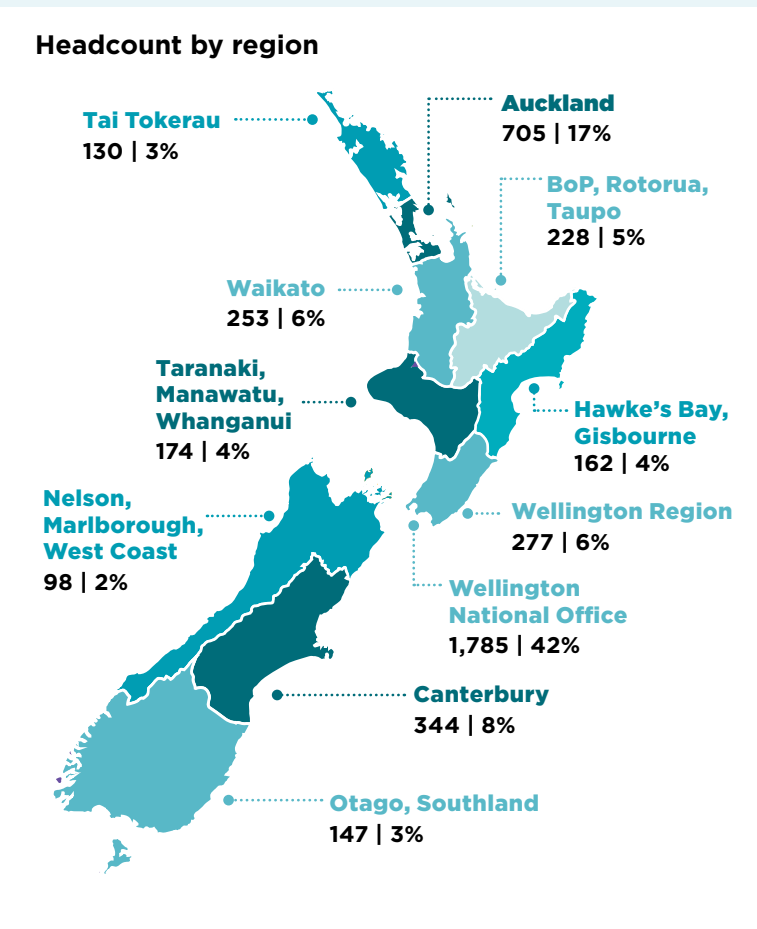 Headcount by region
Tai Tokerau
130 | 3%
Auckland
705 | 17%
BoP, Rotorua,
Taupo
228 | 5%
Waikato
253 | 6%
Taranaki,
Manawatu,
Whanganui
174 | 4%
Hawke’s Bay,
Gisbourne
162 | 4%
Nelson,
Marlborough,
West Coast
98 | 2%
Wellington Region
277 | 6%
Wellington
National Office
1,785 | 42%
Canterbury
344 | 8%
Otago, Southland
147 | 3%